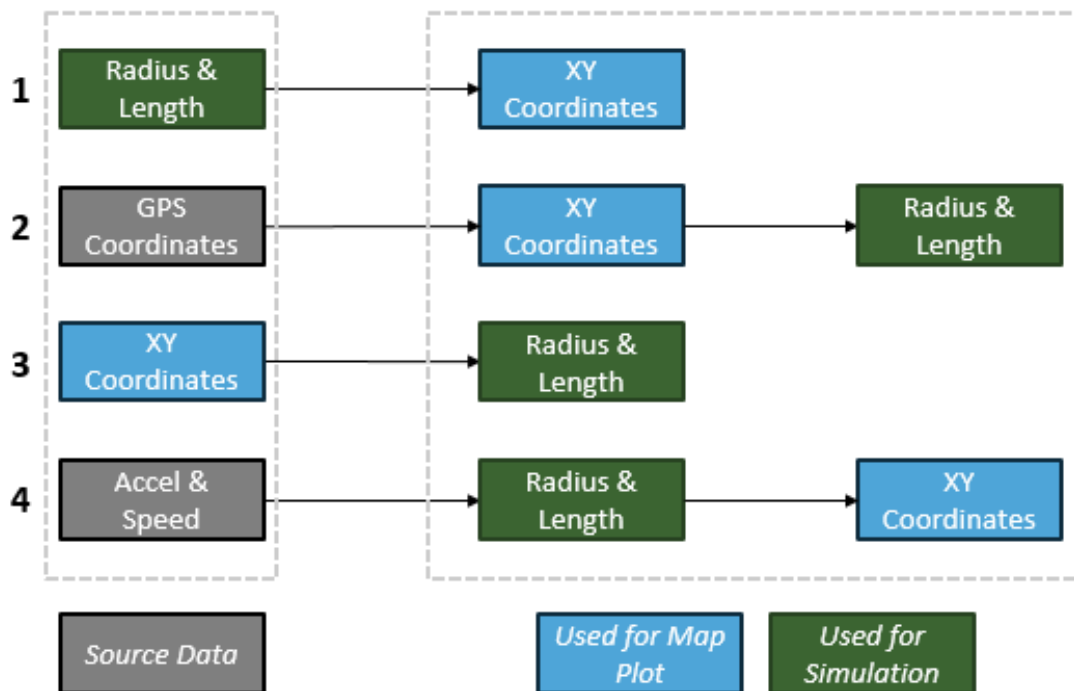 1
Radius &
Length
XY
Coordinates
2
GPS
Coordinates
XY
Coordinates
Radius &
Length
3
XY
Coordinates
Radius &
Length
4
Accel &
Speed
Radius &
Length
XY
Coordinates
Source Data
Used for Map
Plot
Used for
Simulation